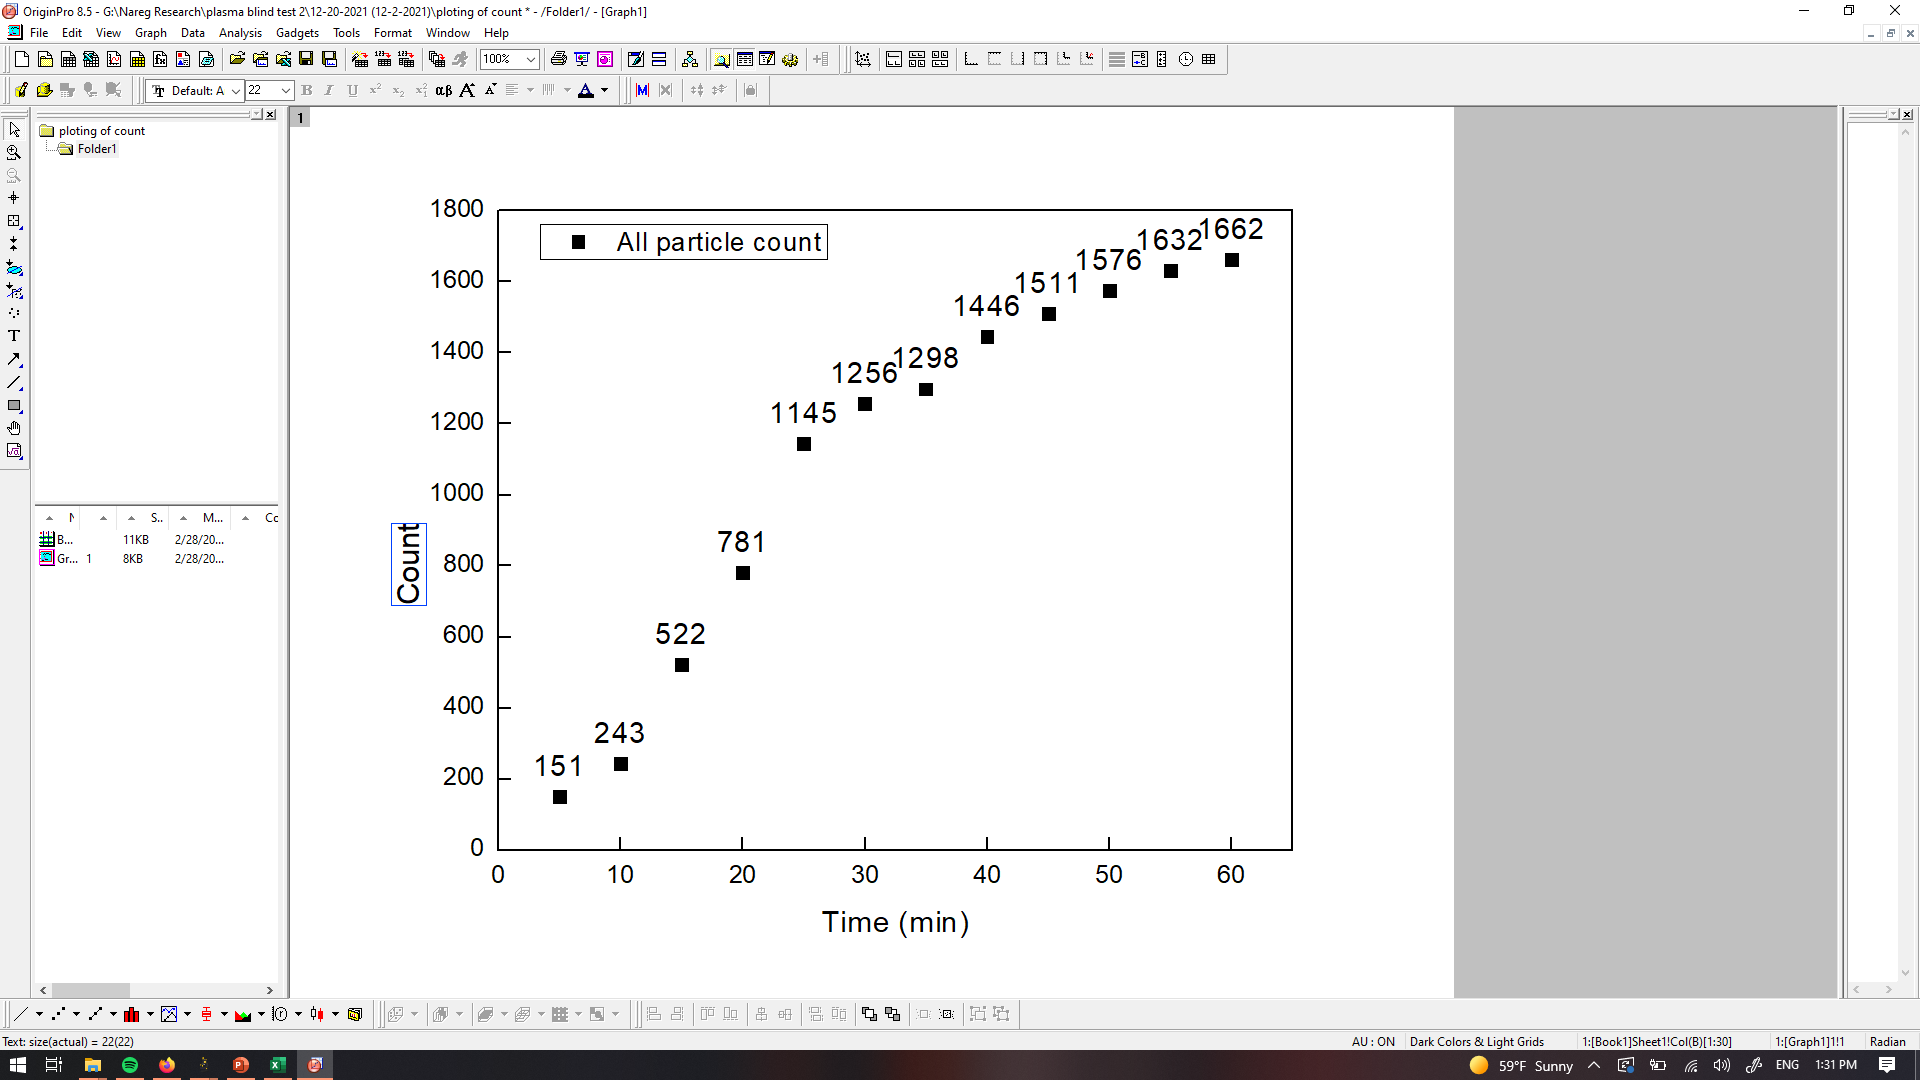 OriginPro 8.5 - G:\Nareg Research\plasma blind test 2\12-20-2021 (12-2-2021)\ploting of count * - /Folder1/ - [Graph1]
File Edit View Graph Data Analysis Gadgets Tools Format Window Help
100%
Default: A 22 B I U αβ
ploting of count
Folder1
1
1800
1600
1400
1200
1000
800
600
400
200
0
Count
All particle count
151
243
522
781
1145
1256
1298
1446
1511
1576
1632
1662
0 10 20 30 40 50 60
Time (min)
S.. M... Co
B... 11KB 2/28/20...
Gr... 1 8KB 2/28/20...
Text: size(actual) = 22(22)
AU : ON Dark Colors & Light Grids 1:[Book1]Sheet1!Col(B)[1:30] 1:[Graph1]1!1 Radian
59°F Sunny ENG 1:31 PM